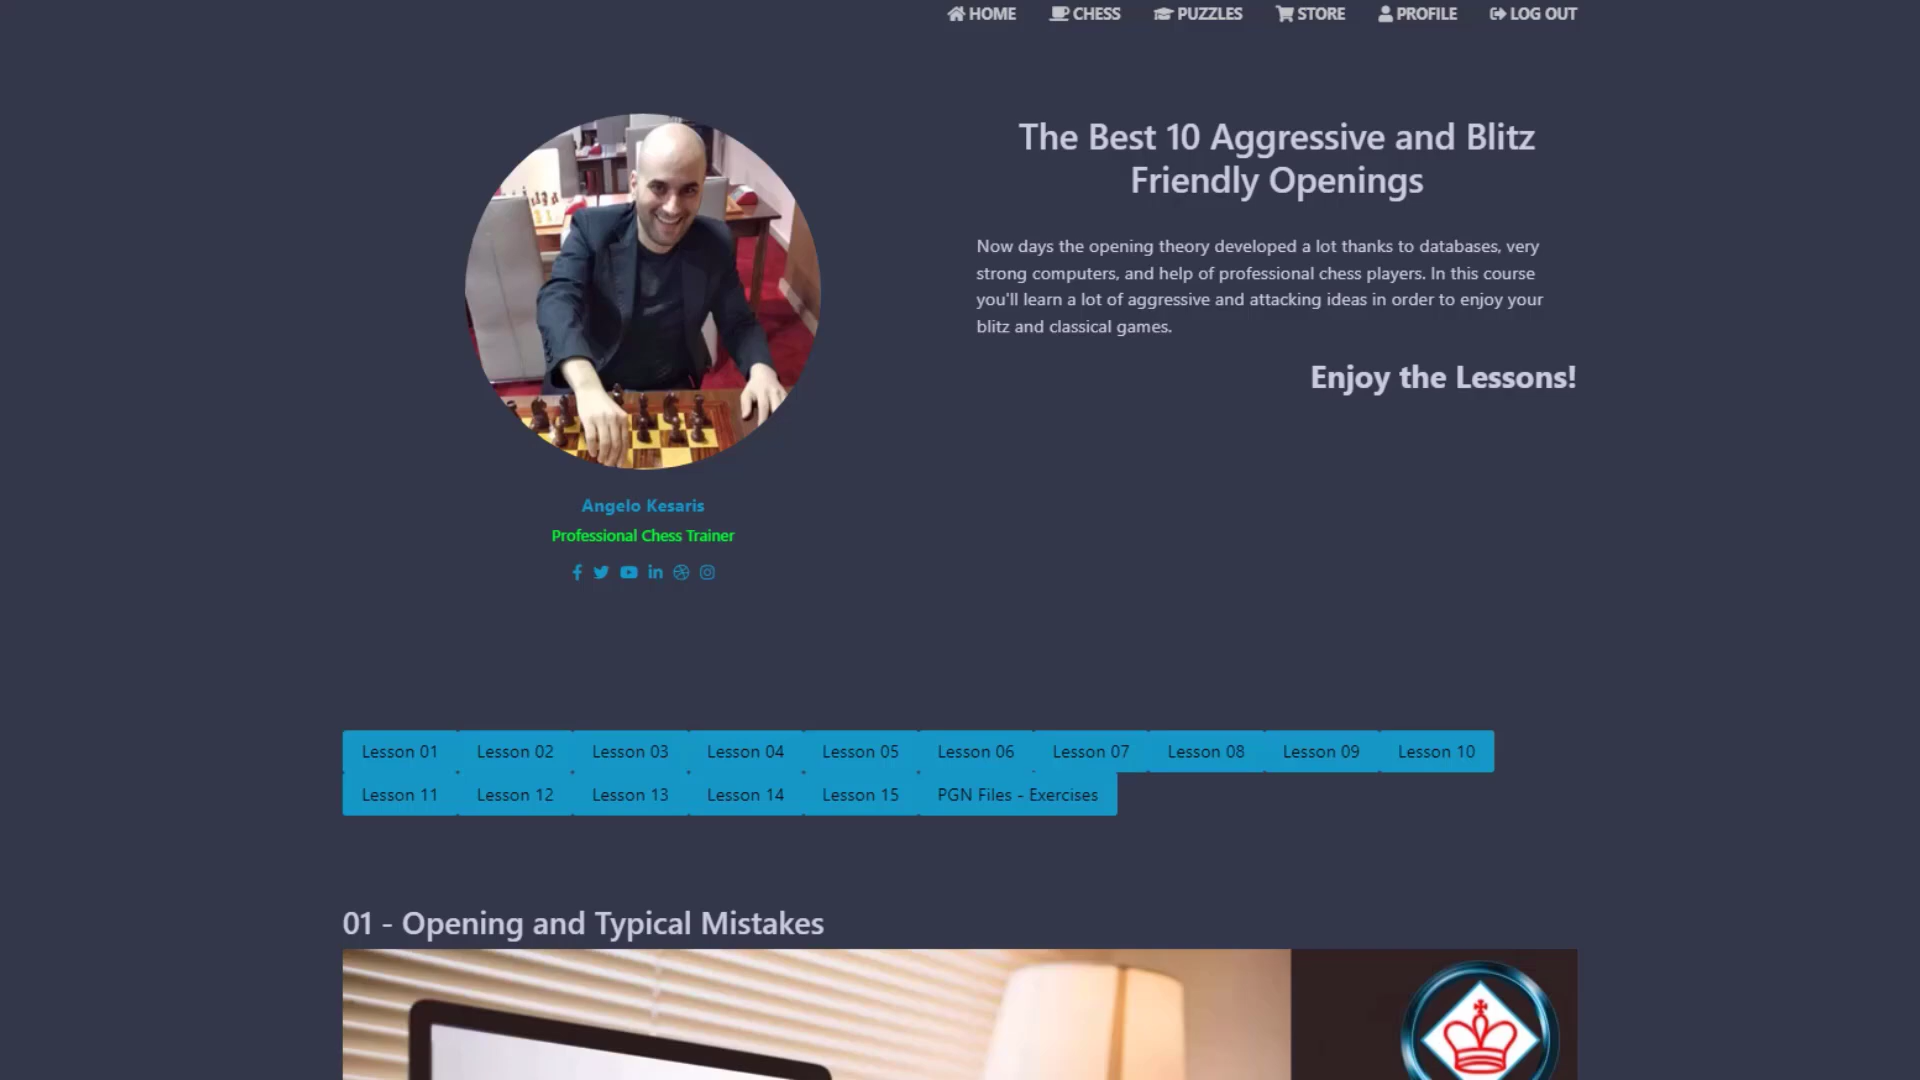 HOME CHESS PUZZLES STORE PROFILE LOG OUT
The Best 10 Aggressive and Blitz
Friendly Openings
Now days the opening theory developed a lot thanks to databases, very
strong computers, and help of professional chess players. In this course
you'll learn a lot of aggressive and attacking ideas in order to enjoy your
blitz and classical games.
Enjoy the Lessons!
Angelo Kesaris
Professional Chess Trainer
Lesson 01 Lesson 02 Lesson 03 Lesson 04 Lesson 05 Lesson 06 Lesson 07 Lesson 08 Lesson 09 Lesson 10
Lesson 11 Lesson 12 Lesson 13 Lesson 14 Lesson 15 PGN Files - Exercises
01 - Opening and Typical Mistakes